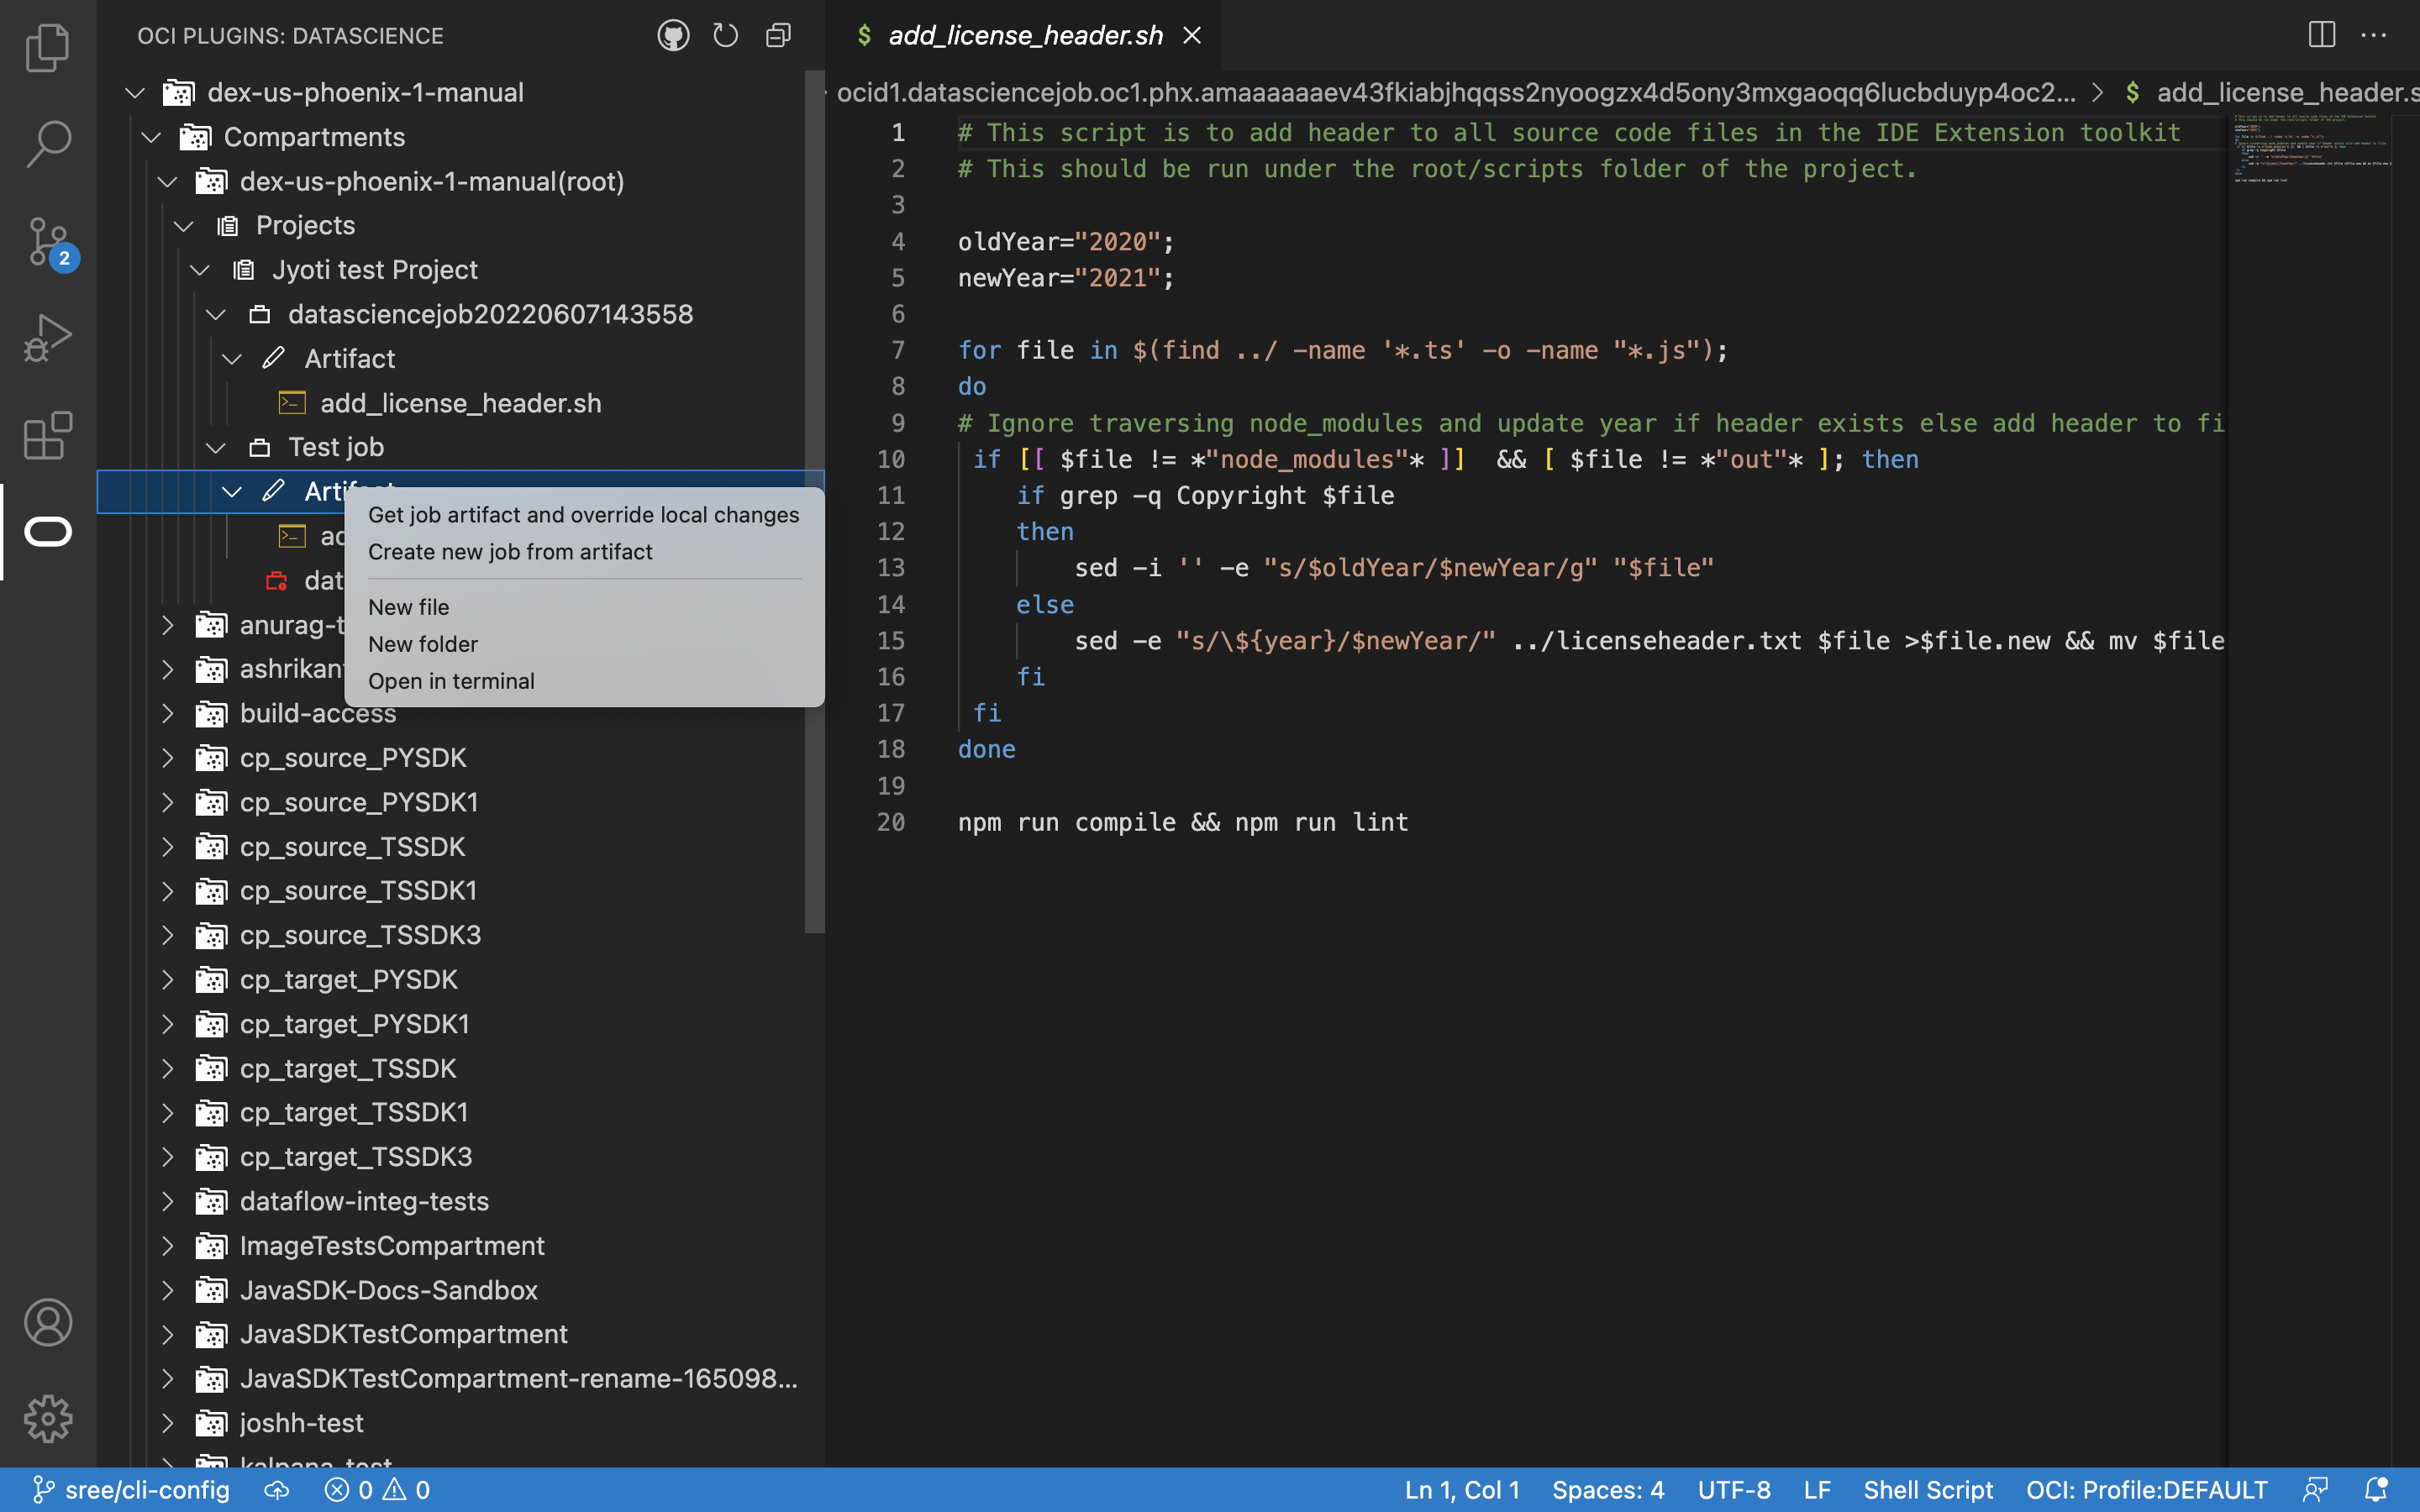 OCI PLUGINS: DATASCIENCE
dex-us-phoenix-1-manual
Compartments
dex-us-phoenix-1-manual(root)
Projects
Jyoti test Project
datasciencejob20220607143558
Artifact
add_license_header.sh
Test job
Artifact
ad
dat
anurag-t
ashrikan
build-access
cp_source_PYSDK
cp_source_PYSDK1
cp_source_TSSDK
cp_source_TSSDK1
cp_source_TSSDK3
cp_target_PYSDK
cp_target_PYSDK1
cp_target_TSSDK
cp_target_TSSDK1
cp_target_TSSDK3
dataflow-integ-tests
ImageTestsCompartment
JavaSDK-Docs-Sandbox
JavaSDKTestCompartment
JavaSDKTestCompartment-rename-165098...
joshh-test
kalpana_test
Get job artifact and override local changes
Create new job from artifact
New file
New folder
Open in terminal
2
$ add_license_header.sh
ocid1.datasciencejob.oc1.phx.amaaaaaaev43fkiabjhqqss2nyoogzx4d5ony3mxgaoqq6lucbduyp4oc2... > $ add_license_header.s
1 # This script is to add header to all source code files in the IDE Extension toolkit
2 # This should be run under the root/scripts folder of the project.
3
4 oldYear="2020";
5 newYear="2021";
6
7 for file in $(find ../ -name '*.ts' -o -name "*.js");
8 do
9 # Ignore traversing node_modules and update year if header exists else add header to fi
10 if [[ $file != *"node_modules"* ]]  && [ $file != *"out"* ]; then
11 if grep -q Copyright $file
12 then
13 sed -i '' -e "s/$oldYear/$newYear/g" "$file"
14 else
15 sed -e "s/\${year}/$newYear/" ../licenseheader.txt $file >$file.new && mv $file
16 fi
17 fi
18 done
19
20 npm run compile && npm run lint
sree/cli-config 0 0 Ln 1, Col 1 Spaces: 4 UTF-8 LF Shell Script OCI: Profile:DEFAULT